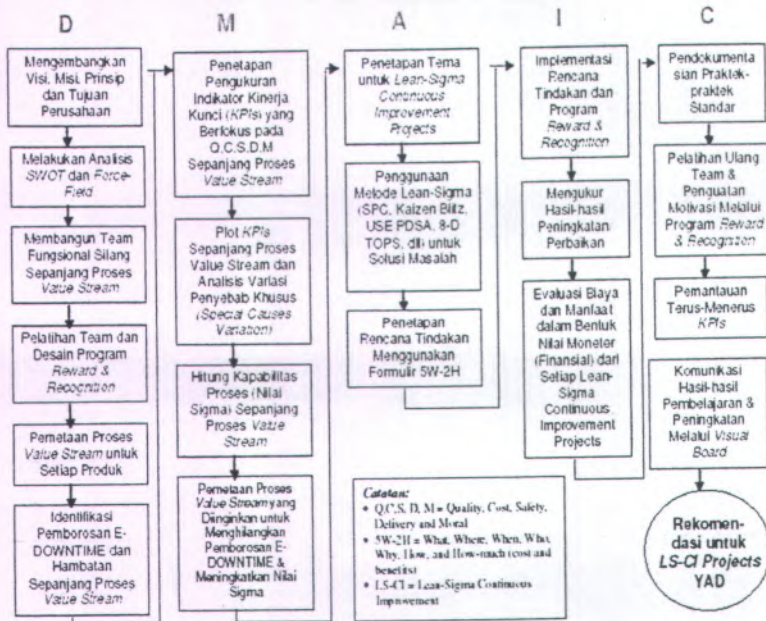 D
M
A
I
C
Mengembangkan
Visi, Misi, Prinsip
dan Tujuan
Perusahaan
Melakukan Analisis
SWOT dan Force-
Field
Membangun Team
Fungsional Silang
Sepanjang Proses
Value Stream
Pelatihan Team dan
Desain Program
Reward &
Recognition
Pemetaan Proses
Value Stream untuk
Setiap Produk
Identifikasi
Pemborosan E-
DOWNTIME dan
Hambatan
Sepanjang Proses
Value Stream
Penetapan
Pengukuran
Indikator Kinerja
Kunci (KPIs) yang
Berfokus pada
Q.C.S.D.M
Sepanjang Proses
Value Stream
Plot KPIs
Sepanjang Proses
Value Stream dan
Analisis Variasi
Penyebab Khusus
(Special Causes
Variation)
Hitung Kapabilitas
Proses (Nilai
Sigma) Sepanjang
Proses Value
Stream
Pemetaan Proses
Value Stream yang
Diinginkan untuk
Menghilangkan
Pemborosan E-
DOWNTIME &
Meningkatkan Nilai
Sigma
Penetapan Tema
untuk Lean-Sigma
Continuous
Improvement
Projects
Penggunaan
Metode Lean-Sigma
(SPC, Kaizen Blitz,
USE PDSA, 8-D
TOPS, dll) untuk
Solusi Masalah
Penetapan
Rencana Tindakan
Menggunakan
Formulir 5W-2H
Implementasi
Rencana
Tindakan dan
Program
Reward &
Recognition
Mengukur
Hasil-hasil
Peningkatan
Perbaikan
Evaluasi Biaya
dan Manfaat
dalam Bentuk
Nilai Moneter
(Finansial) dari
Setiap Lean-
Sigma
Continuous
Improvement
Projects
Pendokumenta
sian Praktek-
praktek
Standar
Pelatihan Ulang
Team &
Penguatan
Motivasi Melalui
Program Reward
& Recognition
Pemantauan
Terus-Menerus
KPIs
Komunikasi
Hasil-hasil
Pembelajaran &
Peningkatan
Melalui Visual
Board
Rekomen-
dasi untuk
LS-CI Projects
YAD
Catatan:
• Q,C,S, D, M = Quality, Cost, Safety,
Delivery and Moral
• 5W-2H = What, Where, When, Who,
Why, How, and How-much (cost and
benefits)
• LS-CI = Lean-Sigma Continuous
Improvement